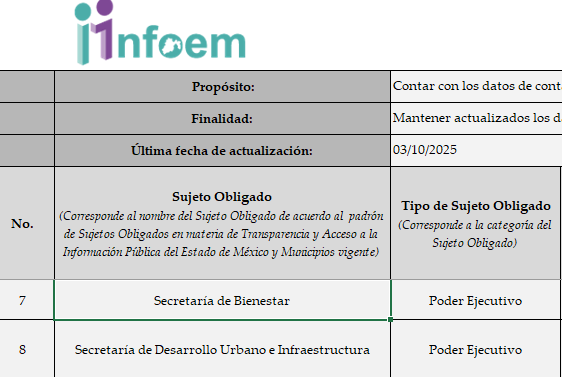 infoem
Propósito:
Contar con los datos de cont
Finalidad:
Mantener actualizados los d
Última fecha de actualización:
03/10/2025
No.
Sujeto Obligado
(Corresponde al nombre del Sujeto Obligado de acuerdo al padrón
de Sujetos Obligados en materia de Transparencia y Acceso a la
Información Pública del Estado de México y Municipios vigente)
Tipo de Sujeto Obligado
(Corresponde a la categoría del
Sujeto Obligado)
7
Secretaría de Bienestar
Poder Ejecutivo
8
Secretaría de Desarrollo Urbano e Infraestructura
Poder Ejecutivo